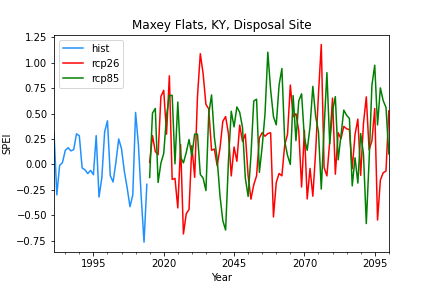 Maxey Flats, KY, Disposal Site
hist
rcp26
rcp85
SPEI
1.25
1.00
0.75
0.50
0.25
0.00
−0.25
−0.50
−0.75
1995
2020
2045
2070
2095
Year